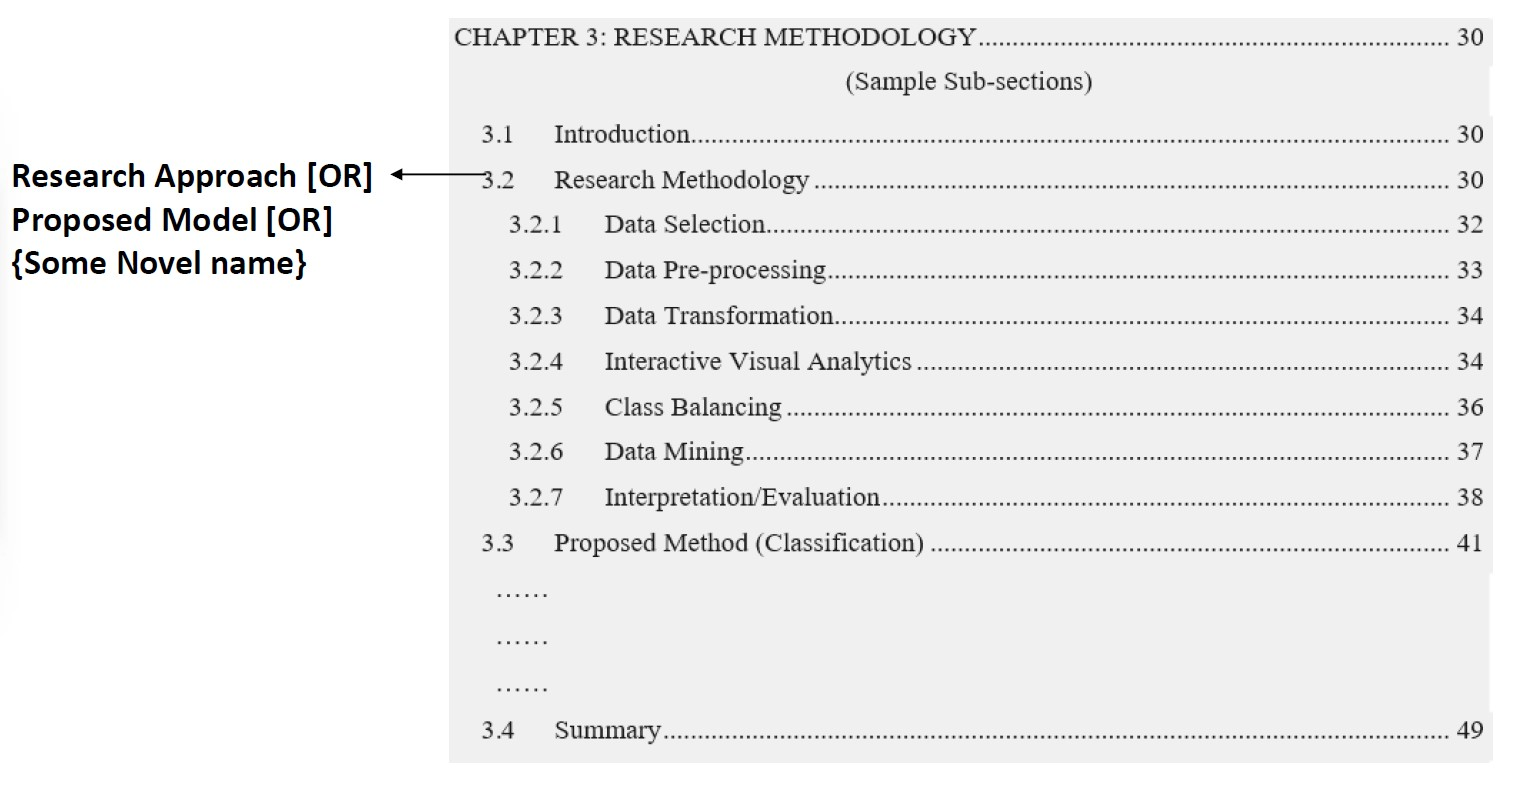 CHAPTER 3: RESEARCH METHODOLOGY.......................................................................... 30
(Sample Sub-sections)
3.1 Introduction.................................................................................................................. 30
Research Approach [OR]
Proposed Model [OR]
{Some Novel name}
3.2 Research Methodology ................................................................................................ 30
3.2.1 Data Selection....................................................................................................... 32
3.2.2 Data Pre-processing.............................................................................................. 33
3.2.3 Data Transformation............................................................................................. 34
3.2.4 Interactive Visual Analytics ................................................................................. 34
3.2.5 Class Balancing .................................................................................................... 36
3.2.6 Data Mining.......................................................................................................... 37
3.2.7 Interpretation/Evaluation...................................................................................... 38
3.3 Proposed Method (Classification) ............................................................................... 41
......
......
......
3.4 Summary...................................................................................................................... 49